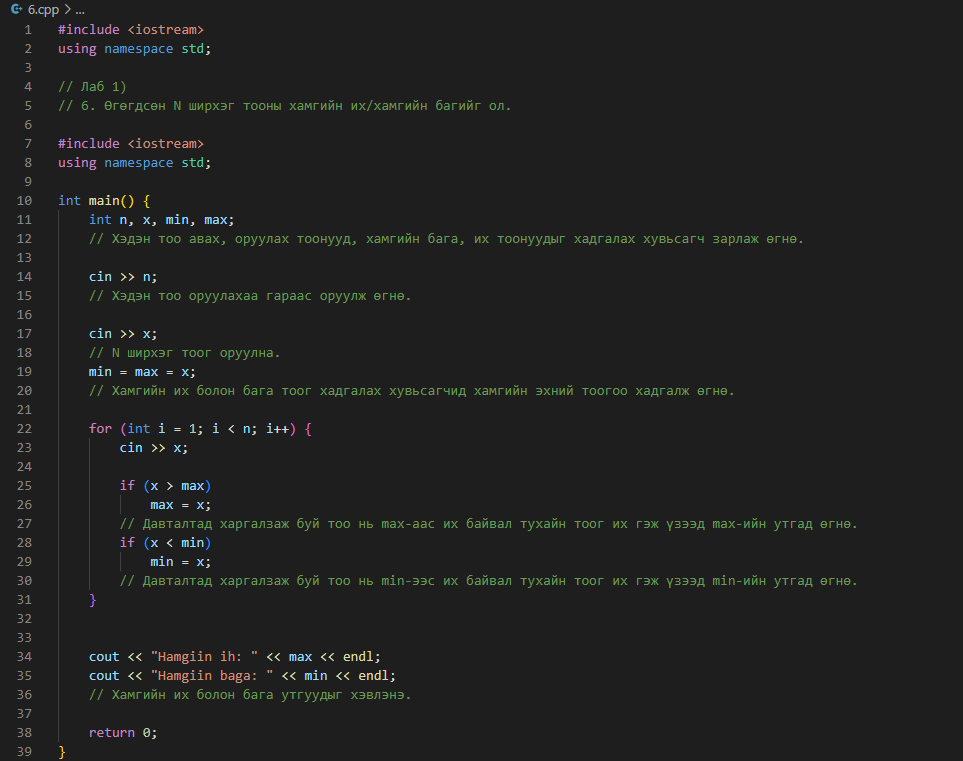 6.cpp > ...
1 #include <iostream>
2 using namespace std;
3
4 // Лаб 1)
5 // 6. Өгөгдсөн N ширхэг тооны хамгийн их/хамгийн багийг ол.
6
7 #include <iostream>
8 using namespace std;
9
10 int main() {
11 int n, x, min, max;
12 // Хэдэн тоо авах, оруулах тоонууд, хамгийн бага, их тоонуудыг хадгалах хувьсагч зарлаж өгнө.
13
14 cin >> n;
15 // Хэдэн тоо оруулахаа гараас оруулж өгнө.
16
17 cin >> x;
18 // N ширхэг тоог оруулна.
19 min = max = x;
20 // Хамгийн их болон бага тоог хадгалах хувьсагчид хамгийн эхний тоогоо хадгалж өгнө.
21
22 for (int i = 1; i < n; i++) {
23 cin >> x;
24
25 if (x > max)
26 max = x;
27 // Давталтад харгалзаж буй тоо нь max-аас их байвал тухайн тоог их гэж үзээд max-ийн утгад өгнө.
28 if (x < min)
29 min = x;
30 // Давталтад харгалзаж буй тоо нь min-ээс их байвал тухайн тоог их гэж үзээд min-ийн утгад өгнө.
31 }
32
33
34 cout << "Hamgiin ih: " << max << endl;
35 cout << "Hamgiin baga: " << min << endl;
36 // Хамгийн их болон бага утгуудыг хэвлэнэ.
37
38 return 0;
39 }